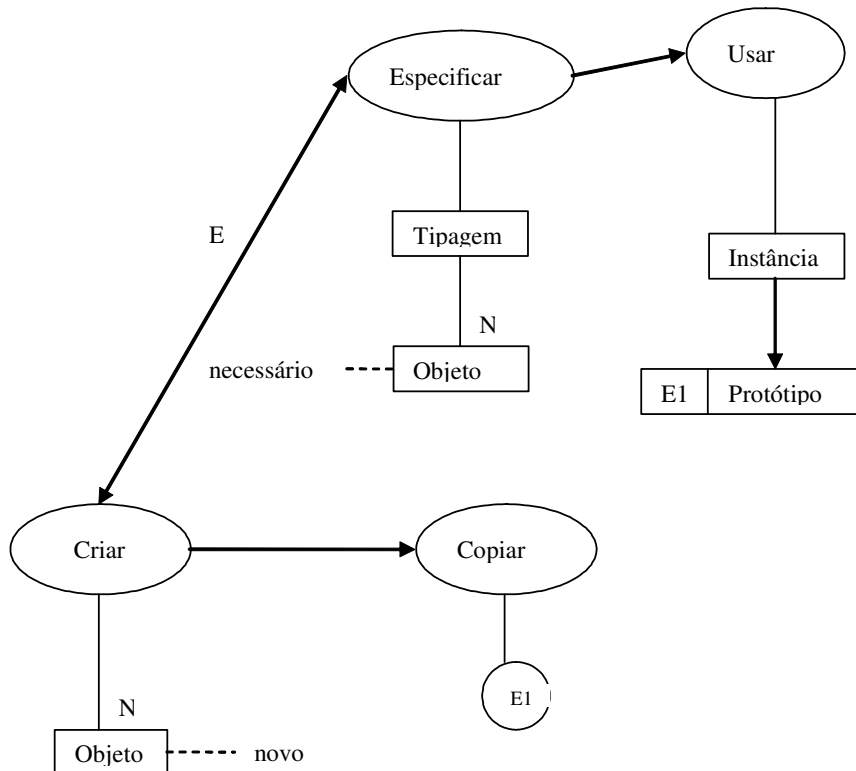 Especificar
Usar
E
Tipagem
Instância
N
necessário
Objeto
E1
Protótipo
Criar
Copiar
E1
N
Objeto
novo